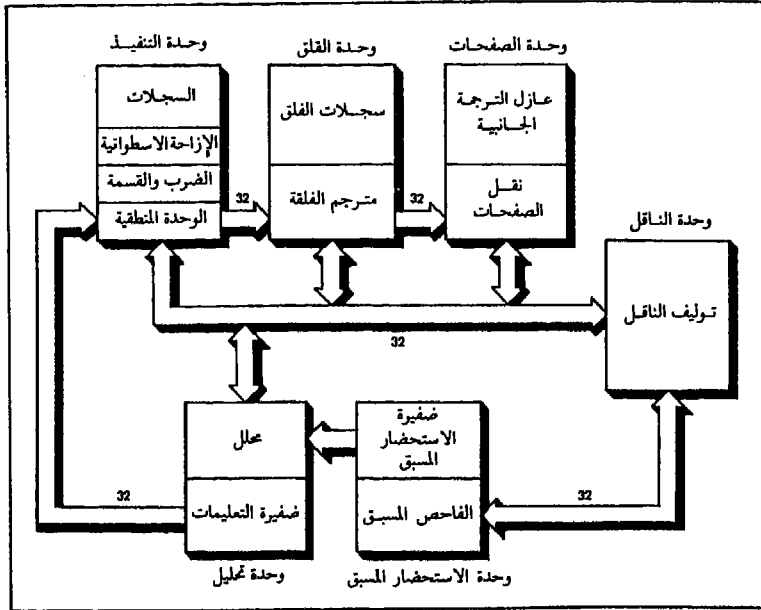 وحدة التنفيذ
السجلات
الإزاحة الاسطوانية
الضرب والقسمة
الوحدة المنطقية
32
وحدة القلق
سجلات الفلق
مترجم الفلقة
32
وحدة الصفحات
عازل الترجمة
الجانبية
نقل
الصفحات
وحدة الناقل
توليف الناقل
32
محلل
ضفيرة التعليمات
وحدة تحليل
32
ضفيرة
الاستحضار
المسبق
الفاحص المسبق
وحدة الاستحضار المسبق
32